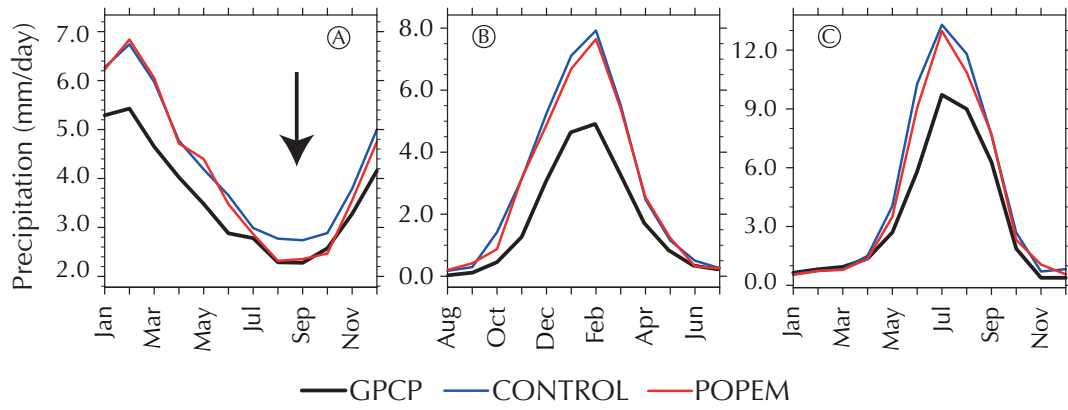 Precipitation (mm/day)
A
7.0
6.0
5.0
4.0
3.0
2.0
Jan
Mar
May
Jul
Sep
Nov
B
8.0
6.0
4.0
2.0
0.0
Aug
Oct
Dec
Feb
Apr
Jun
C
12.0
9.0
6.0
3.0
0.0
Jan
Mar
May
Jul
Sep
Nov
GPCP CONTROL POPEM